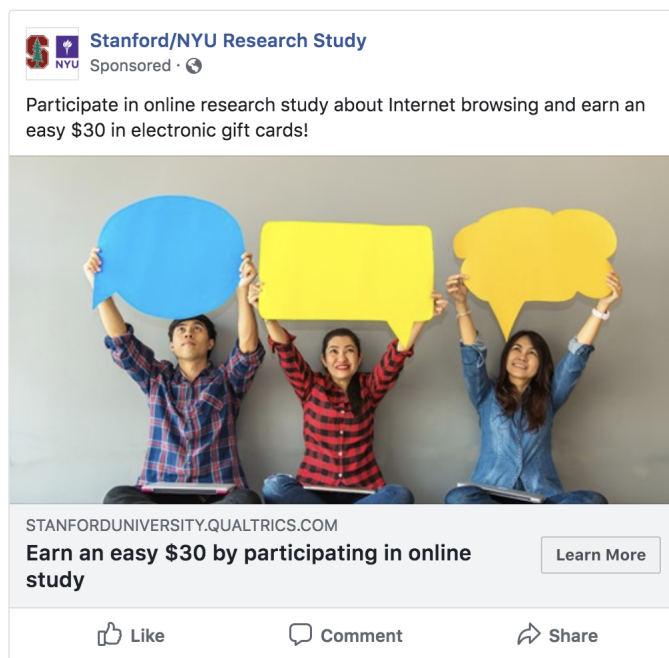 NYU
Stanford/NYU Research Study
Sponsored ·
Participate in online research study about Internet browsing and earn an
easy $30 in electronic gift cards!
STANFORDUNIVERSITY.QUALTRICS.COM
Earn an easy $30 by participating in online
study
Learn More
Like
Comment
Share